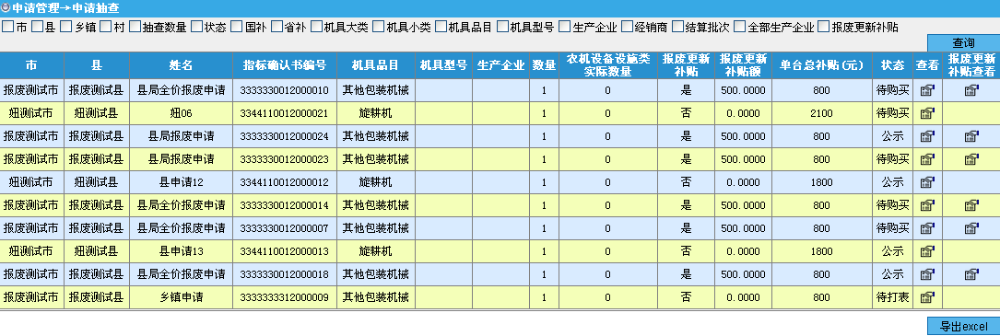 申请管理→申请抽查
市 县 乡镇 村 抽查数量 状态 国补 省补 机具大类 机具小类 机具品目 机具型号 生产企业 经销商 结算批次 全部生产企业 报废更新补贴
查询
市 县 姓名 指标确认书编号 机具品目 机具型号 生产企业 数量 农机设备设施类实际数量 报废更新补贴 报废更新补贴额 单台总补贴(元) 状态 查看 报废更新补贴查看
报废测试市 报废测试县 县局全价报废申请 3333330012000010 其他包装机械 1 0 是 500.0000 800 待购买
妞测试市 妞测试县 妞06 3344110012000021 旋耕机 1 0 否 0.0000 2100 待购买
报废测试市 报废测试县 县局报废申请 3333330012000024 其他包装机械 1 0 是 500.0000 800 公示
报废测试市 报废测试县 县局报废申请 3333330012000023 其他包装机械 1 0 是 500.0000 800 待购买
妞测试市 妞测试县 县申请12 3344110012000012 旋耕机 1 0 否 0.0000 1800 公示
报废测试市 报废测试县 县局全价报废申请 3333330012000014 其他包装机械 1 0 是 500.0000 800 待购买
报废测试市 报废测试县 县局全价报废申请 3333330012000007 其他包装机械 1 0 是 500.0000 800 待购买
妞测试市 妞测试县 县申请13 3344110012000013 旋耕机 1 0 否 0.0000 1800 公示
报废测试市 报废测试县 县局全价报废申请 3333330012000018 其他包装机械 1 0 是 500.0000 800 公示
报废测试市 报废测试县 乡镇申请 3333333312000009 其他包装机械 1 0 否 0.0000 800 待打表
导出excel